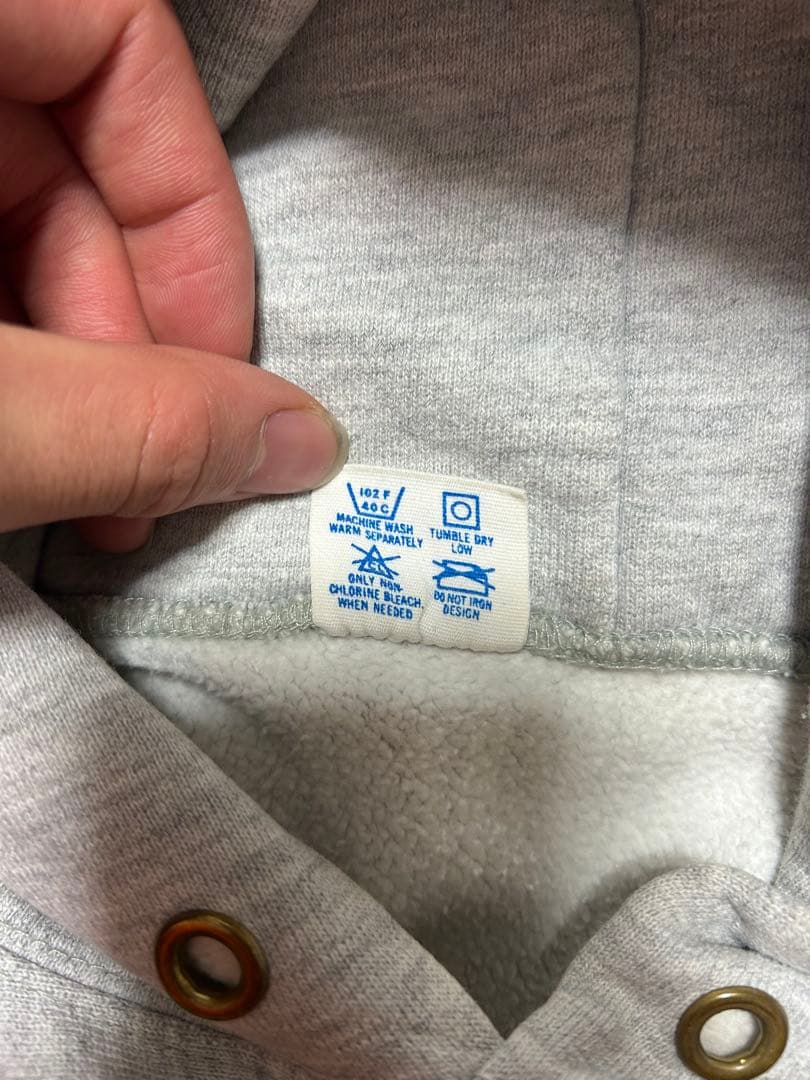 102 F
40 C
MACHINE WASH
WARM SEPARATELY
TUMBLE DRY
LOW
CL
ONLY NON-
CHLORINE BLEACH
WHEN NEEDED
DO NOT IRON
DESIGN